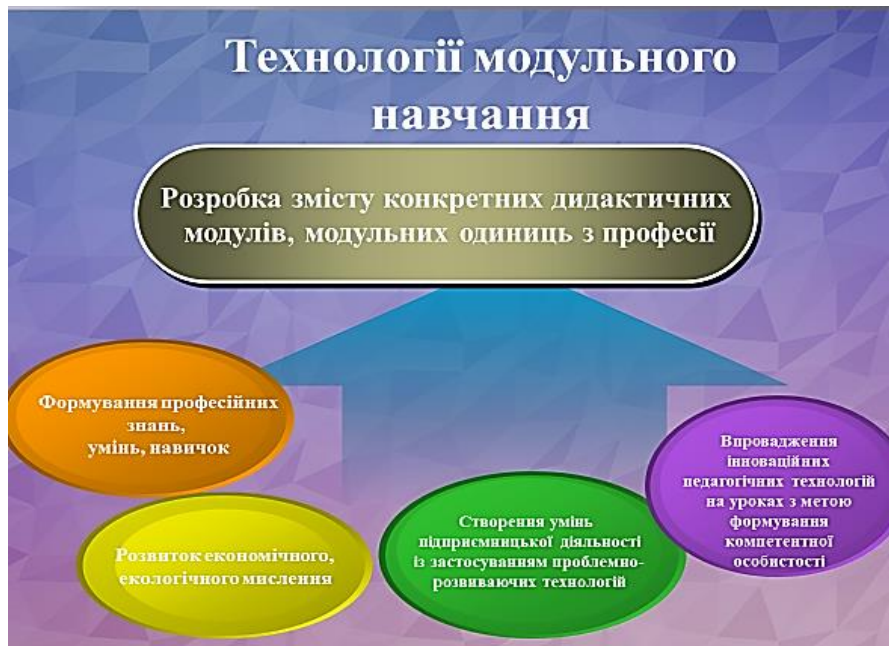 Технології модульного
навчання
Розробка змісту конкретних дидактичних
модулів, модульних одиниць з професії
Формування професійних
знань,
умінь, навичок
Розвиток економічного,
екологічного мислення
Створення умінь
підприємницької діяльності
із застосуванням проблемно-
розвиваючих технологій
Впровадження
інноваційних
педагогічних технологій
на уроках з метою
формування
компетентної
особистості